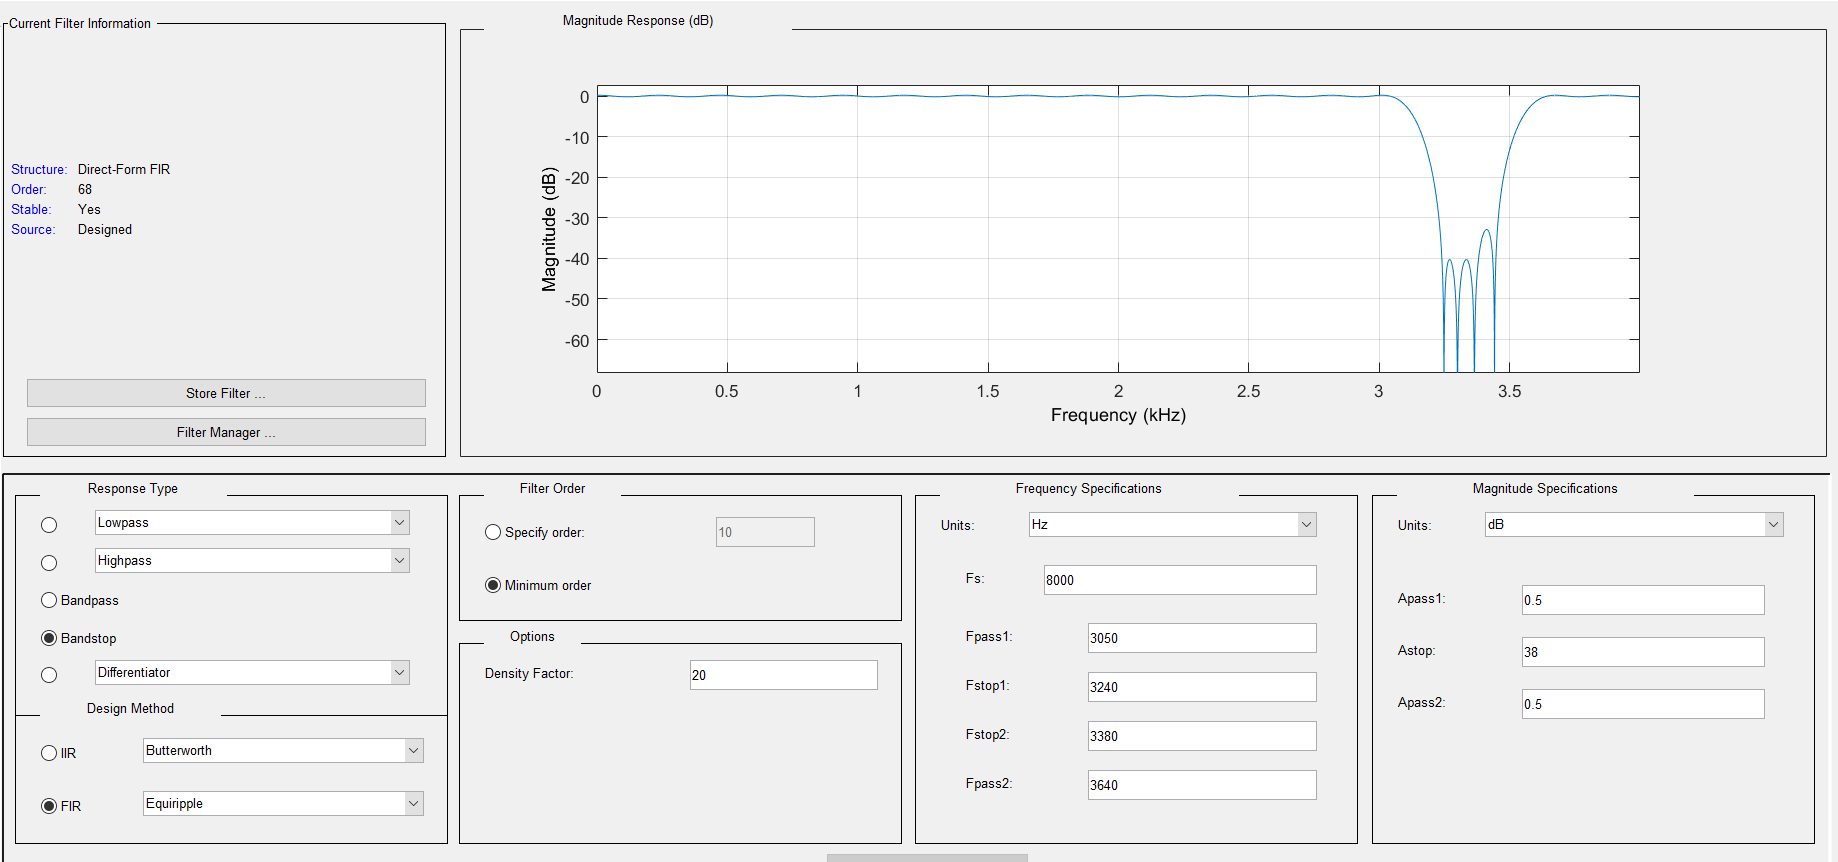 Current Filter Information
Structure: Direct-Form FIR
Order: 68
Stable: Yes
Source: Designed
Store Filter ...
Filter Manager ...
Magnitude Response (dB)
Magnitude (dB)
0
-10
-20
-30
-40
-50
-60
0 0.5 1 1.5 2 2.5 3 3.5
Frequency (kHz)
Response Type
Lowpass
Highpass
Bandpass
Bandstop
Differentiator
Design Method
IIR Butterworth
FIR Equiripple
Filter Order
Specify order: 10
Minimum order
Options
Density Factor: 20
Frequency Specifications
Units: Hz
Fs: 8000
Fpass1: 3050
Fstop1: 3240
Fstop2: 3380
Fpass2: 3640
Magnitude Specifications
Units: dB
Apass1: 0.5
Astop: 38
Apass2: 0.5